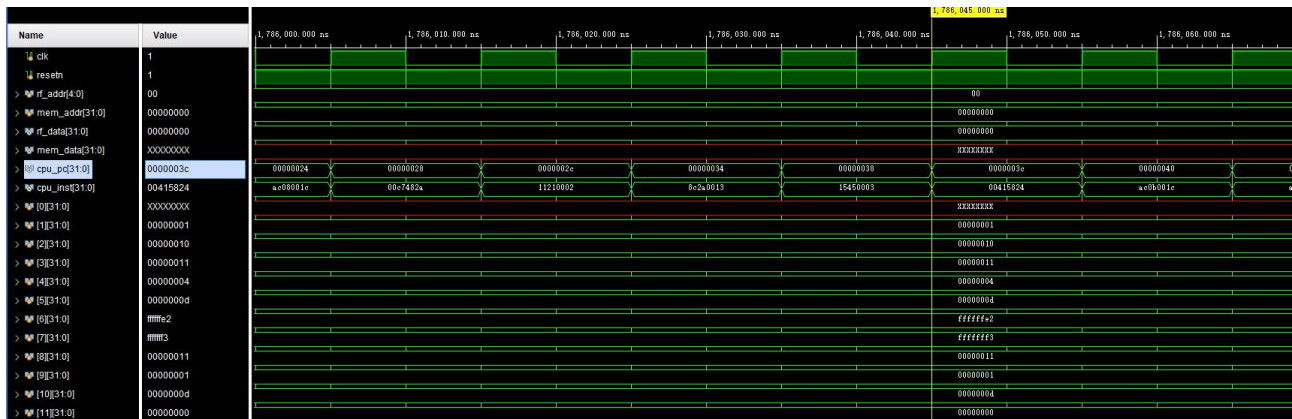 1,786,045.000 ns
Name Value 1,786,000.000 ns 1,786,010.000 ns 1,786,020.000 ns 1,786,030.000 ns 1,786,040.000 ns 1,786,050.000 ns 1,786,060.000 ns
clk 1
resetn 1
rf_addr[4:0] 00 00
mem_addr[31:0] 00000000 00000000
rf_data[31:0] 00000000 00000000
mem_data[31:0] XXXXXXXX XXXXXXXX
cpu_pc[31:0] 0000003c 00000024 00000028 0000002c 00000034 00000038 0000003c 00000040
cpu_inst[31:0] 00415824 ac08001c 00c7482a 11210002 8c2a0013 15450003 00415824 ac0b001c
[0][31:0] XXXXXXXX XXXXXXXX
[1][31:0] 00000001 00000001
[2][31:0] 00000010 00000010
[3][31:0] 00000011 00000011
[4][31:0] 00000004 00000004
[5][31:0] 0000000d 0000000d
[6][31:0] ffffffe2 ffffffe2
[7][31:0] fffffff3 fffffff3
[8][31:0] 00000011 00000011
[9][31:0] 00000001 00000001
[10][31:0] 0000000d 0000000d
[11][31:0] 00000000 00000000